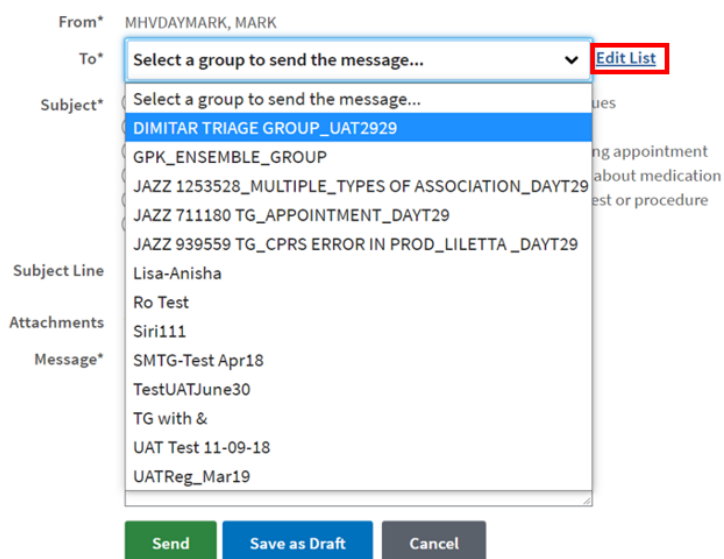 From* MHVDAYMARK, MARK
To* Select a group to send the message... Edit List
Subject* Select a group to send the message... ues
DIMITAR TRIAGE GROUP_UAT2929
GPK_ENSEMBLE_GROUP ng appointment
JAZZ 1253528_MULTIPLE_TYPES OF ASSOCIATION_DAYT29 about medication
JAZZ 711180 TG_APPOINTMENT_DAYT29 est or procedure
JAZZ 939559 TG_CPRS ERROR IN PROD_LILETTA _DAYT29
Subject Line Lisa-Anisha
Ro Test
Attachments Siri111
Message* SMTG-Test Apr18
TestUATJune30
TG with &
UAT Test 11-09-18
UATReg_Mar19
Send Save as Draft Cancel